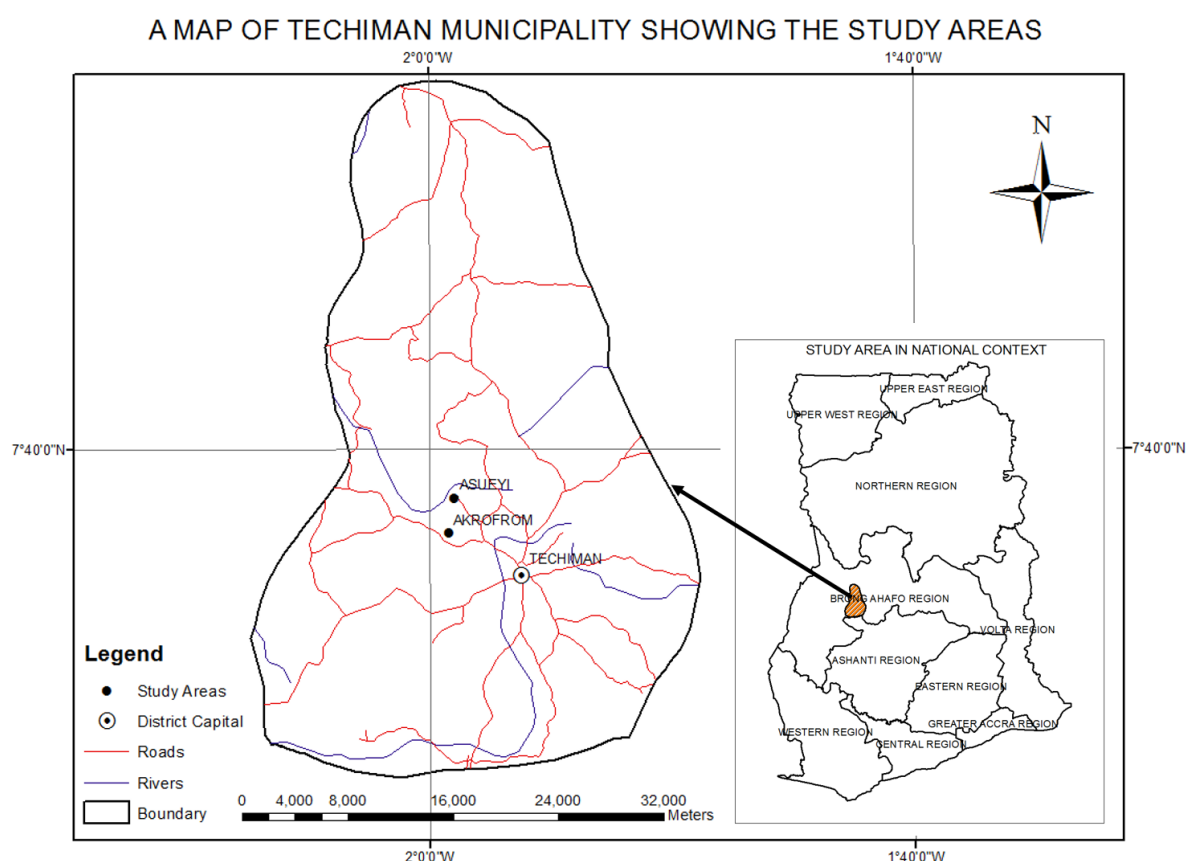 A MAP OF TECHIMAN MUNICIPALITY SHOWING THE STUDY AREAS
2°0'0"W
1°40'0"W
N
7°40'0"N
7°40'0"N
ASUEYI
AKROFROM
TECHIMAN
STUDY AREA IN NATIONAL CONTEXT
UPPER EAST REGION
UPPER WEST REGION
NORTHERN REGION
BRONG AHAFO REGION
VOLTA REGION
ASHANTI REGION
EASTERN REGION
GREATER ACCRA REGION
WESTERN REGION
CENTRAL REGION
Legend
Study Areas
District Capital
Roads
Rivers
Boundary
0 4,000 8,000 16,000 24,000 32,000
Meters
2°0'0"W
1°40'0"W